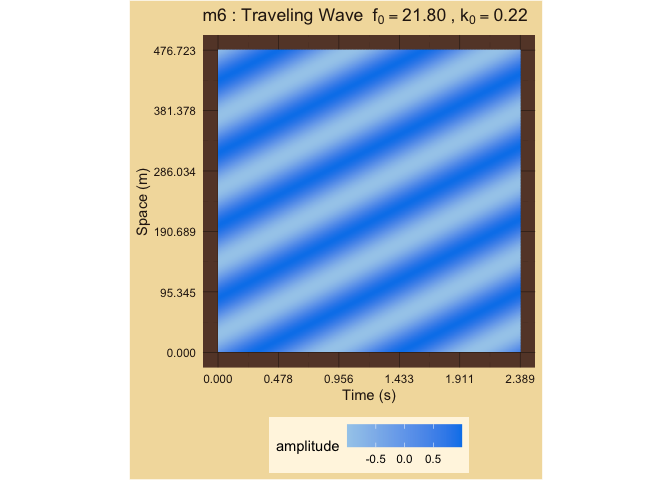 m6 : Traveling Wave f₀ = 21.80 , k₀ = 0.22
Space (m)
476.723
381.378
286.034
190.689
95.345
0.000
0.000 0.478 0.956 1.433 1.911 2.389
Time (s)
amplitude
-0.5 0.0 0.5